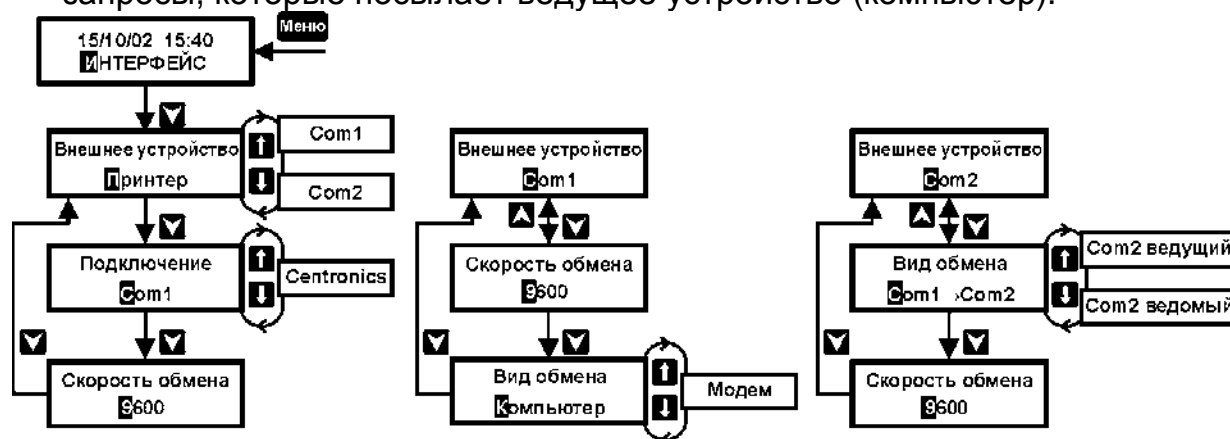 запросы, которые посылает ведущее устройство (компьютер).
Меню
15/10/02 15:40
ИНТЕРФЕЙС
Внешнее устройство
Принтер
Com1
Com2
Подключение
Com1
Centronics
Скорость обмена
9600
Внешнее устройство
Com1
Скорость обмена
9600
Вид обмена
Компьютер
Модем
Внешнее устройство
Com2
Вид обмена
Com1 ›Com2
Com2 ведущий
Com2 ведомый
Скорость обмена
9600